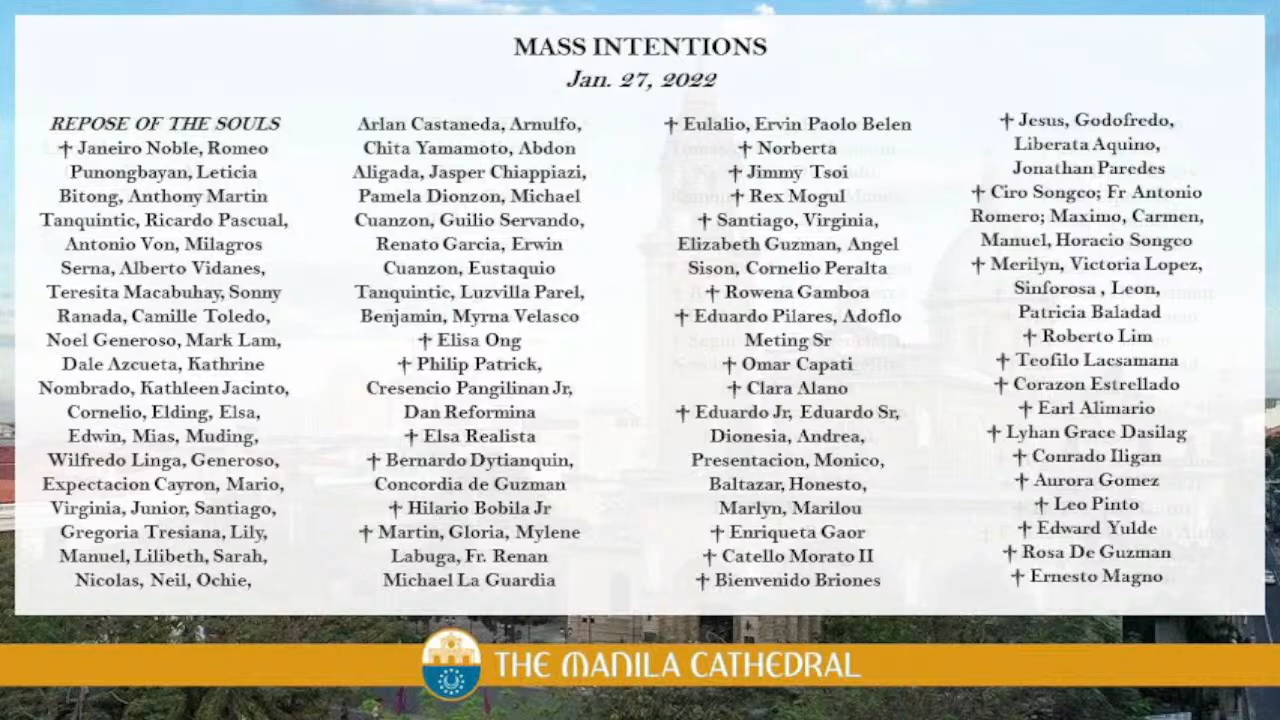 MASS INTENTIONS
Jan. 27, 2022
REPOSE OF THE SOULS
† Janeiro Noble, Romeo
Punongbayan, Leticia
Bitong, Anthony Martin
Tanquintic, Ricardo Pascual,
Antonio Von, Milagros
Serna, Alberto Vidanes,
Teresita Macabuhay, Sonny
Ranada, Camille Toledo,
Noel Generoso, Mark Lam,
Dale Azcueta, Kathrine
Nombrado, Kathleen Jacinto,
Cornelio, Elding, Elsa,
Edwin, Mias, Muding,
Wilfredo Linga, Generoso,
Expectacion Cayron, Mario,
Virginia, Junior, Santiago,
Gregoria Tresiana, Lily,
Manuel, Lilibeth, Sarah,
Nicolas, Neil, Ochie,
Arlan Castaneda, Arnulfo,
Chita Yamamoto, Abdon
Aligada, Jasper Chiappiazi,
Pamela Dionzon, Michael
Cuanzon, Guilio Servando,
Renato Garcia, Erwin
Cuanzon, Eustaquio
Tanquintic, Luzvilla Parel,
Benjamin, Myrna Velasco
† Elisa Ong
† Philip Patrick,
Cresencio Pangilinan Jr,
Dan Reformina
† Elsa Realista
† Bernardo Dytianquin,
Concordia de Guzman
† Hilario Bobila Jr
† Martin, Gloria, Mylene
Labuga, Fr. Renan
Michael La Guardia
† Eulalio, Ervin Paolo Belen
† Norberta
† Jimmy Tsoi
† Rex Mogul
† Santiago, Virginia,
Elizabeth Guzman, Angel
Sison, Cornelio Peralta
† Rowena Gamboa
† Eduardo Pilares, Adoflo
Meting Sr
† Omar Capati
† Clara Alano
† Eduardo Jr, Eduardo Sr,
Dionesia, Andrea,
Presentacion, Monico,
Baltazar, Honesto,
Marlyn, Marilou
† Enriqueta Gaor
† Catello Morato II
† Bienvenido Briones
† Jesus, Godofredo,
Liberata Aquino,
Jonathan Paredes
† Ciro Songco; Fr Antonio
Romero; Maximo, Carmen,
Manuel, Horacio Songco
† Merilyn, Victoria Lopez,
Sinforosa , Leon,
Patricia Baladad
† Roberto Lim
† Teofilo Lacsamana
† Corazon Estrellado
† Earl Alimario
† Lyhan Grace Dasilag
† Conrado Iligan
† Aurora Gomez
† Leo Pinto
† Edward Yulde
† Rosa De Guzman
† Ernesto Magno
THE MANILA CATHEDRAL